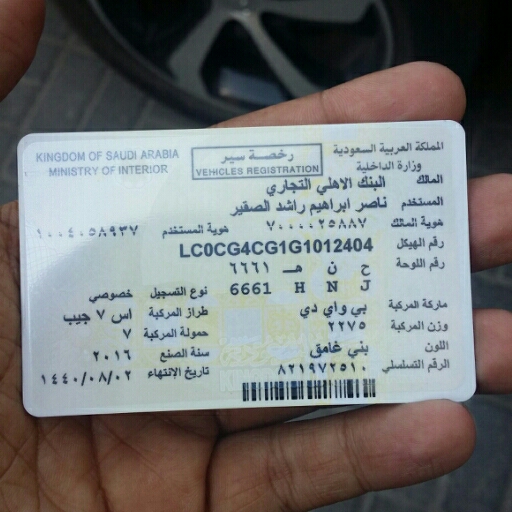 المملكة العربية السعودية
وزارة الداخلية
رخصة سير
VEHICLES REGISTRATION
KINGDOM OF SAUDI ARABIA
MINISTRY OF INTERIOR
المالك البنك الاهلي التجاري
المستخدم ناصر ابراهيم راشد الصقير
هوية المالك ٧٠٠٠٠٢٥٨٨٧ هوية المستخدم ١٠٠٤٠٥٨٩٣٧
رقم الهيكل LC0CG4CG1G1012404
رقم اللوحة ح ن هـ ٦٦٦١
6661 H N J نوع التسجيل خصوصي
ماركة المركبة بي واي دي طراز المركبة اس ٧ جيب
وزن المركبة ٢٢٧٥ حمولة المركبة ٧
اللون بني غامق سنة الصنع ٢٠١٦
الرقم التسلسلي ٨٢١٩٧٢٥١٠ تاريخ الإنتهاء ١٤٤٠/٠٨/٠٢